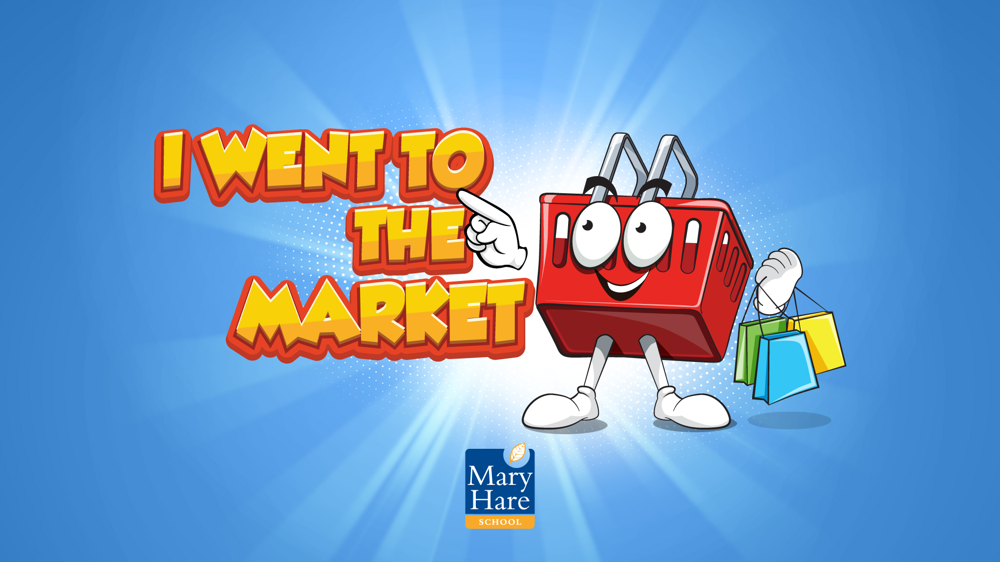 I WENT TO
THE
MARKET
Mary
Hare
SCHOOL